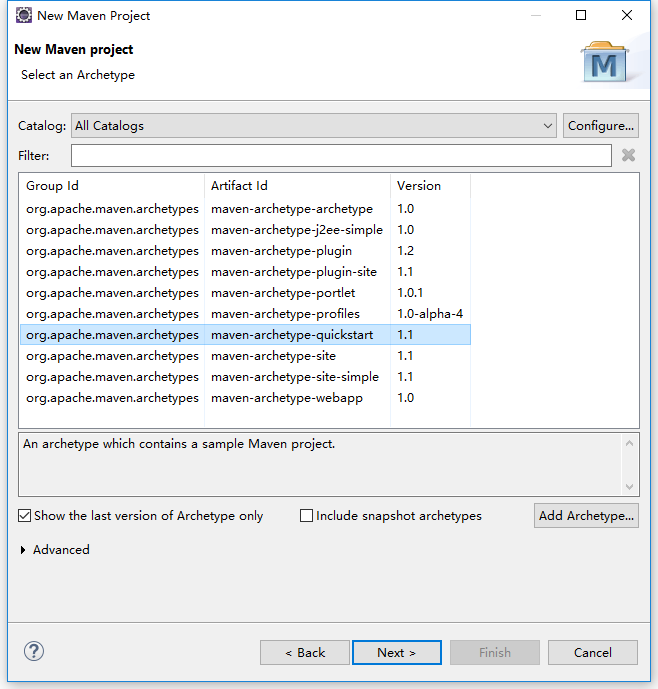 New Maven Project
New Maven project
Select an Archetype
M
Catalog: All Catalogs Configure...
Filter:
Group Id Artifact Id Version
org.apache.maven.archetypes maven-archetype-archetype 1.0
org.apache.maven.archetypes maven-archetype-j2ee-simple 1.0
org.apache.maven.archetypes maven-archetype-plugin 1.2
org.apache.maven.archetypes maven-archetype-plugin-site 1.1
org.apache.maven.archetypes maven-archetype-portlet 1.0.1
org.apache.maven.archetypes maven-archetype-profiles 1.0-alpha-4
org.apache.maven.archetypes maven-archetype-quickstart 1.1
org.apache.maven.archetypes maven-archetype-site 1.1
org.apache.maven.archetypes maven-archetype-site-simple 1.1
org.apache.maven.archetypes maven-archetype-webapp 1.0
An archetype which contains a sample Maven project.
Show the last version of Archetype only Include snapshot archetypes Add Archetype...
Advanced
? < Back Next > Finish Cancel